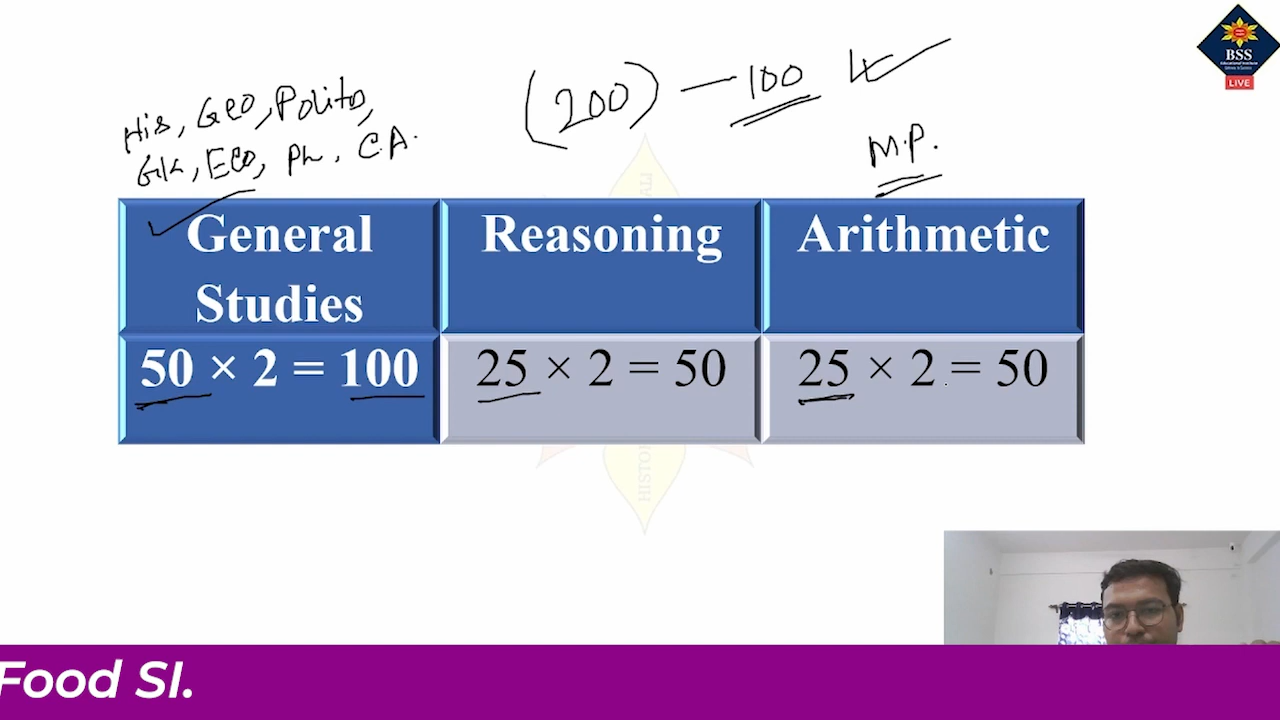 BSS
LIVE
(200) — 100
His, Geo, Polito,
Gk, Eco, Ph, C.A.
M.P.
General Studies
Reasoning
Arithmetic
50 × 2 = 100
25 × 2 = 50
25 × 2 = 50
Food SI.